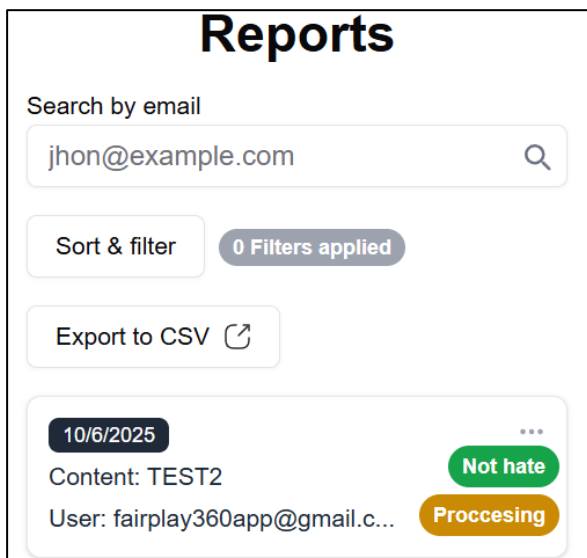 Reports
Search by email
jhon@example.com
Sort & filter
0 Filters applied
Export to CSV
10/6/2025
...
Content: TEST2
Not hate
User: fairplay360app@gmail.c...
Proccesing